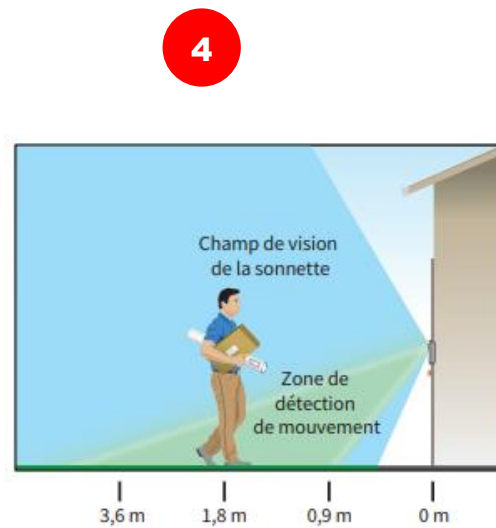 4
Champ de vision
de la sonnette
Zone de
détection
de mouvement
3,6 m 1,8 m 0,9 m 0 m